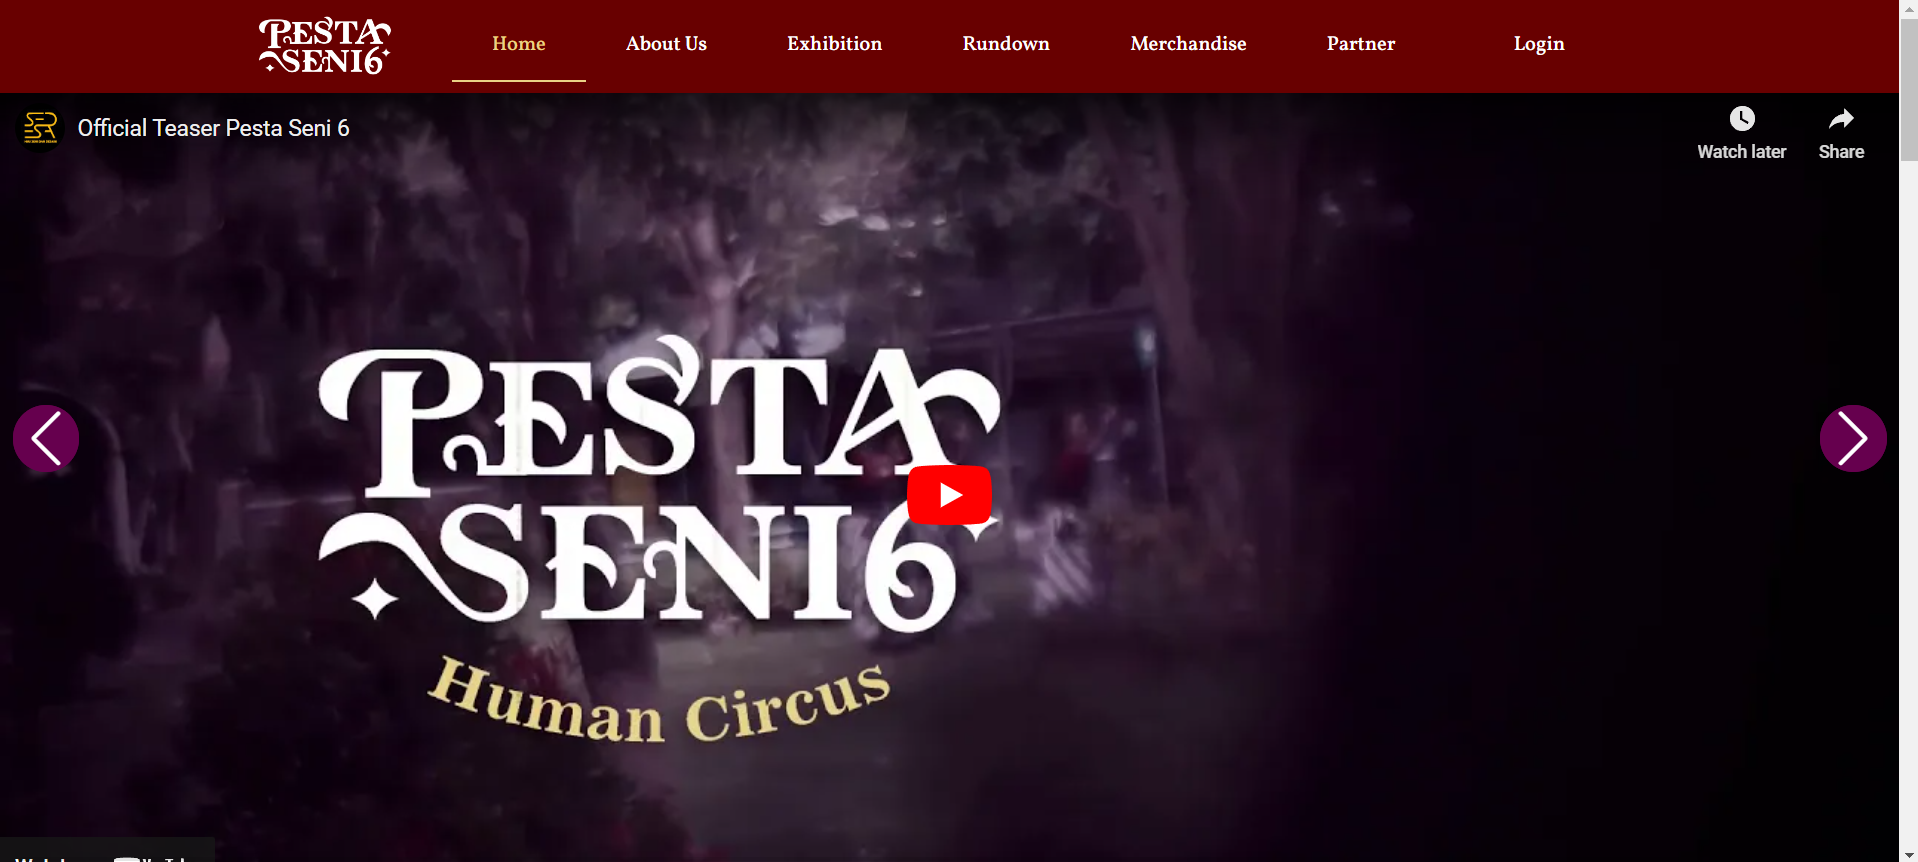 PESTA
SENI6
Home
About Us
Exhibition
Rundown
Merchandise
Partner
Login
Official Teaser Pesta Seni 6
Watch later
Share
PESTA
SENI6
Human Circus